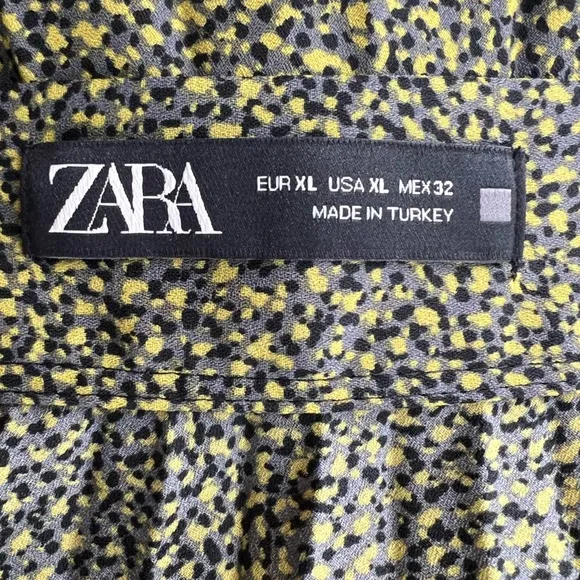 ZARA
EUR XL USA XL MEX 32
MADE IN TURKEY